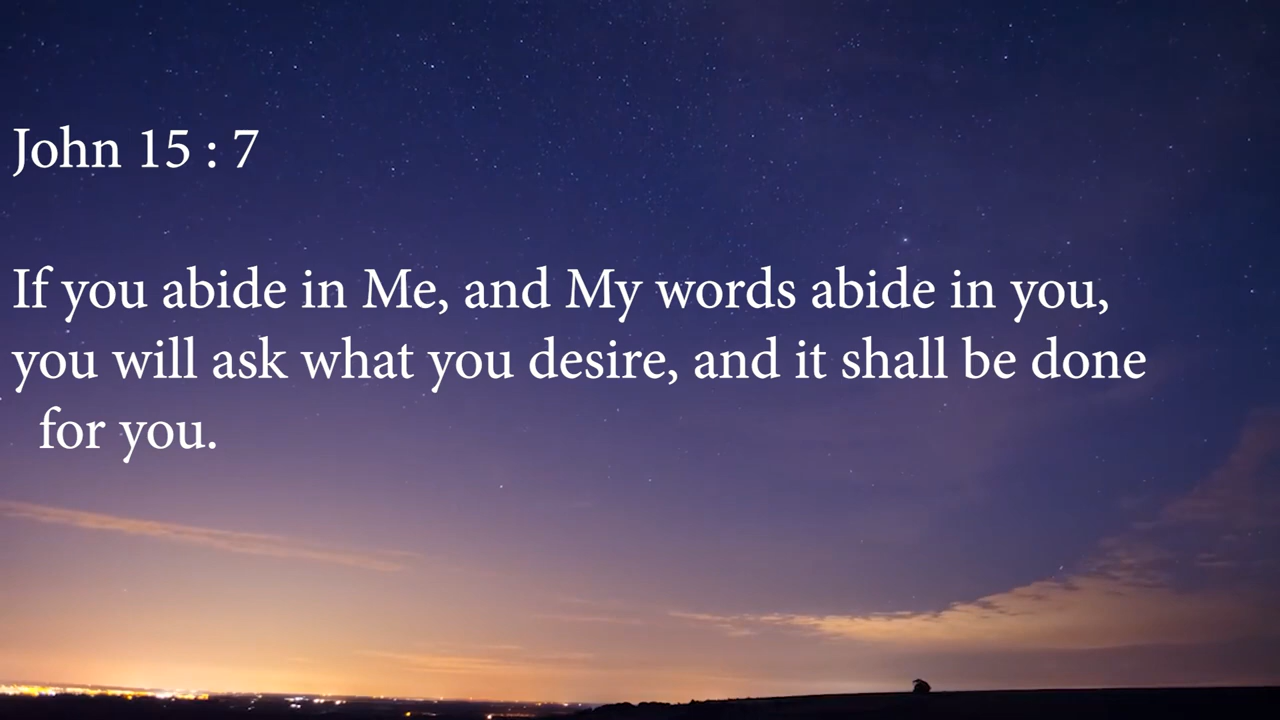 John 15 : 7
If you abide in Me, and My words abide in you,
you will ask what you desire, and it shall be done
for you.